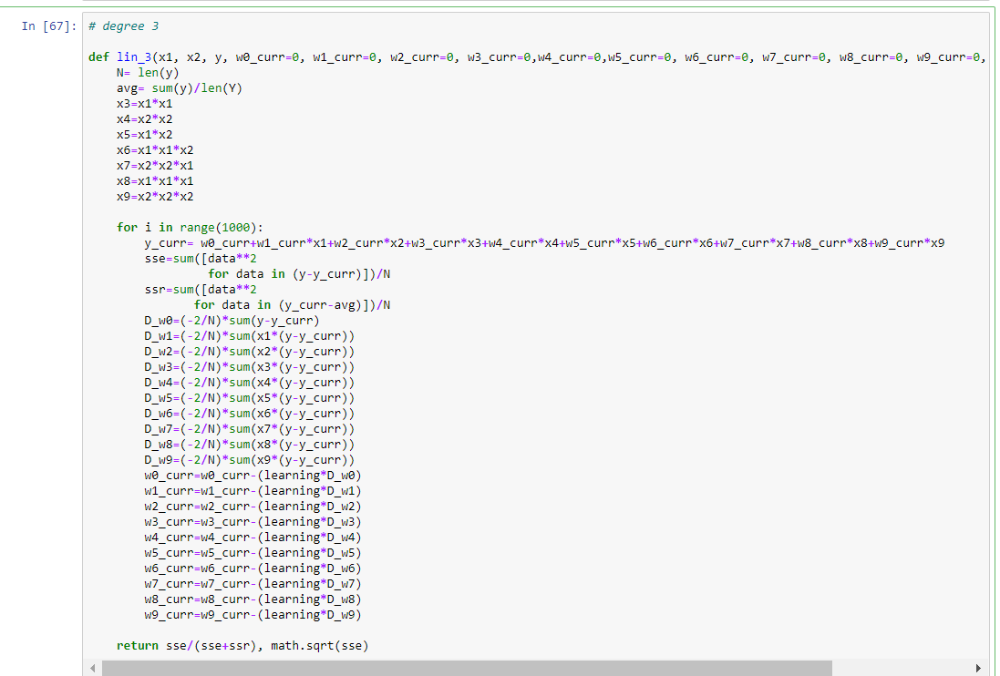 In [67]: # degree 3
def lin_3(x1, x2, y, w0_curr=0, w1_curr=0, w2_curr=0, w3_curr=0,w4_curr=0,w5_curr=0, w6_curr=0, w7_curr=0, w8_curr=0, w9_curr=0,
    N= len(y)
    avg= sum(y)/len(Y)
    x3=x1*x1
    x4=x2*x2
    x5=x1*x2
    x6=x1*x1*x2
    x7=x2*x2*x1
    x8=x1*x1*x1
    x9=x2*x2*x2
    for i in range(1000):
        y_curr= w0_curr+w1_curr*x1+w2_curr*x2+w3_curr*x3+w4_curr*x4+w5_curr*x5+w6_curr*x6+w7_curr*x7+w8_curr*x8+w9_curr*x9
        sse=sum([data**2
                 for data in (y-y_curr)])/N
        ssr=sum([data**2
               for data in (y_curr-avg)])/N
        D_w0=(-2/N)*sum(y-y_curr)
        D_w1=(-2/N)*sum(x1*(y-y_curr))
        D_w2=(-2/N)*sum(x2*(y-y_curr))
        D_w3=(-2/N)*sum(x3*(y-y_curr))
        D_w4=(-2/N)*sum(x4*(y-y_curr))
        D_w5=(-2/N)*sum(x5*(y-y_curr))
        D_w6=(-2/N)*sum(x6*(y-y_curr))
        D_w7=(-2/N)*sum(x7*(y-y_curr))
        D_w8=(-2/N)*sum(x8*(y-y_curr))
        D_w9=(-2/N)*sum(x9*(y-y_curr))
        w0_curr=w0_curr-(learning*D_w0)
        w1_curr=w1_curr-(learning*D_w1)
        w2_curr=w2_curr-(learning*D_w2)
        w3_curr=w3_curr-(learning*D_w3)
        w4_curr=w4_curr-(learning*D_w4)
        w5_curr=w5_curr-(learning*D_w5)
        w6_curr=w6_curr-(learning*D_w6)
        w7_curr=w7_curr-(learning*D_w7)
        w8_curr=w8_curr-(learning*D_w8)
        w9_curr=w9_curr-(learning*D_w9)
    return sse/(sse+ssr), math.sqrt(sse)